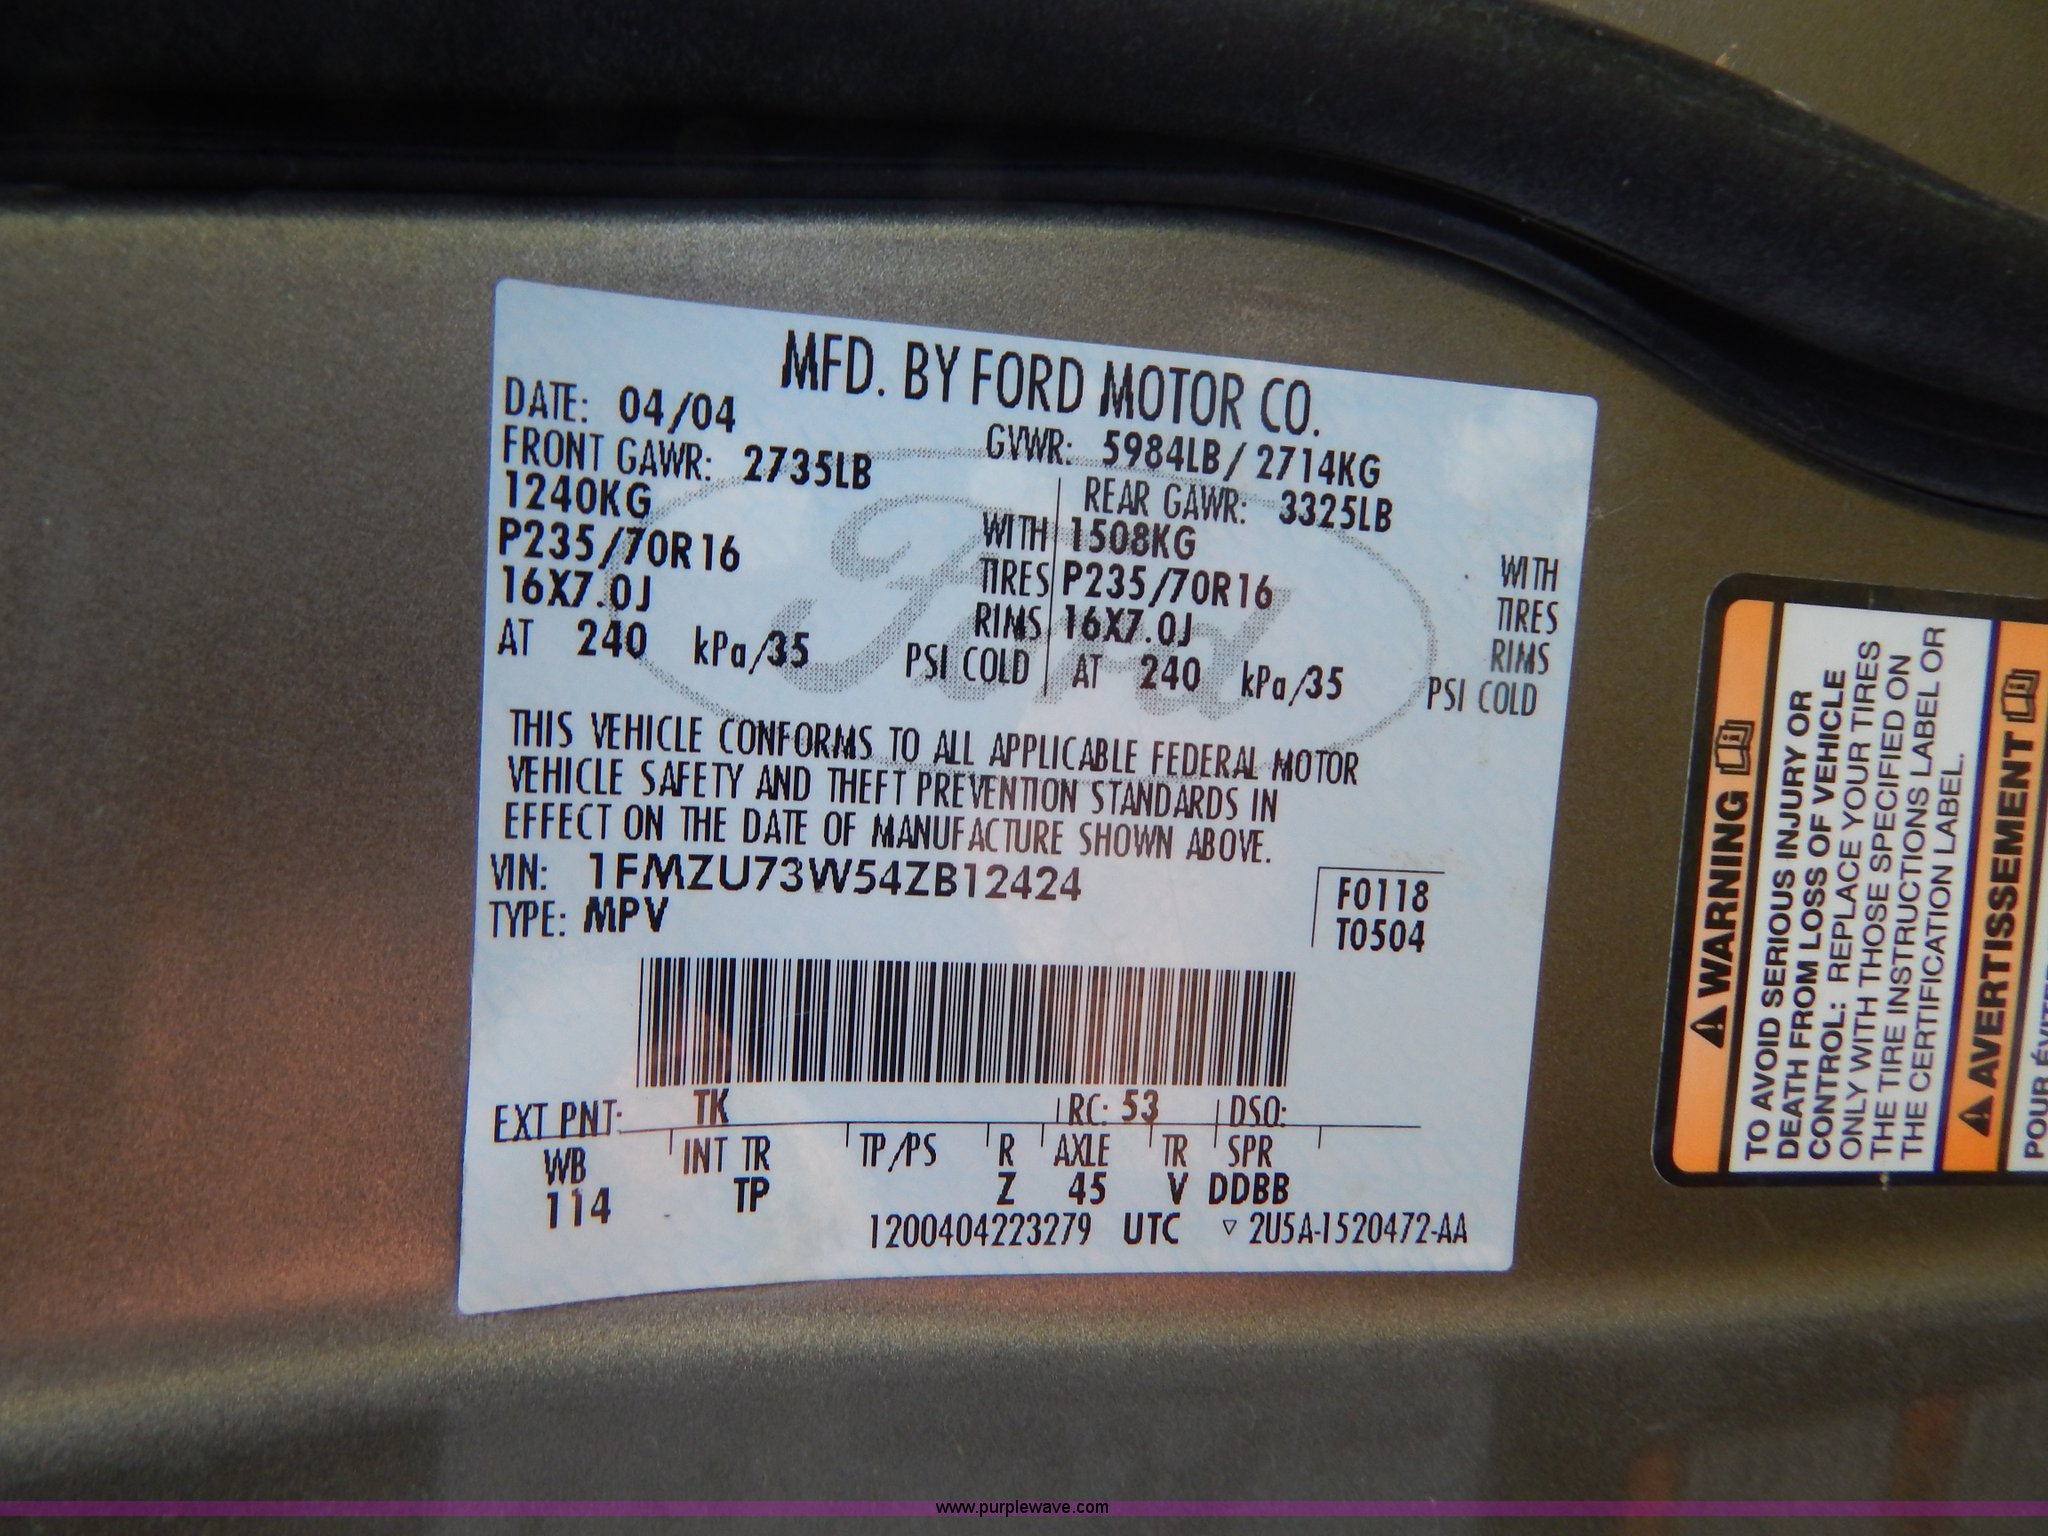 MFD. BY FORD MOTOR CO.
DATE: 04/04
GVWR: 5984LB/ 2714KG
FRONT GAWR: 2735LB
REAR GAWR: 3325LB
1240KG WITH
1508KG WITH
P235/70R16 TIRES
P235/70R16 TIRES
16X7.0J RIMS
16X7.0J RIMS
AT 240 kPa/35 PSI COLD
AT 240 kPa/35 PSI COLD
Ford
THIS VEHICLE CONFORMS TO ALL APPLICABLE FEDERAL MOTOR
VEHICLE SAFETY AND THEFT PREVENTION STANDARDS IN
EFFECT ON THE DATE OF MANUFACTURE SHOWN ABOVE.
VIN: 1FMZU73W54ZB12424
TYPE: MPV
F0118
T0504
EXT PNT: TK RC: 53 DSO:
WB INT TR TP/PS R AXLE TR SPR
114 TP Z 45 V DDBB
1200404223279 UTC ▽ 2U5A-1520472-AA
⚠ WARNING
TO AVOID SERIOUS INJURY OR
DEATH FROM LOSS OF VEHICLE
CONTROL: REPLACE YOUR TIRES
ONLY WITH THOSE SPECIFIED ON
THE TIRE INSTRUCTIONS LABEL OR
THE CERTIFICATION LABEL.
⚠ AVERTISSEMENT
POUR
www.purplewave.com